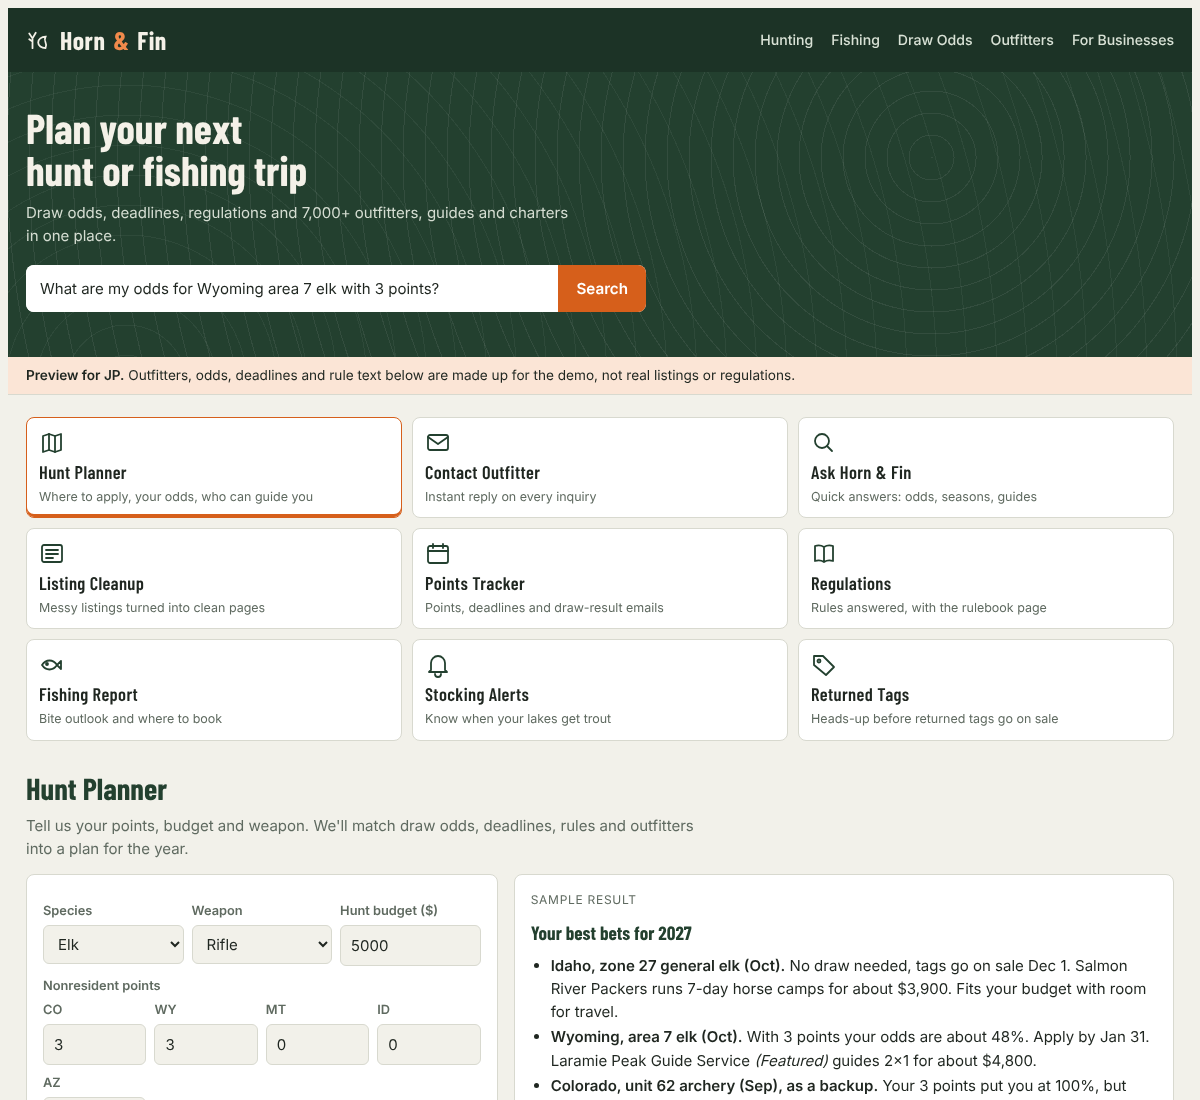 Horn & Fin
Hunting Fishing Draw Odds Outfitters For Businesses
Plan your next
hunt or fishing trip
Draw odds, deadlines, regulations and 7,000+ outfitters, guides and charters
in one place.
What are my odds for Wyoming area 7 elk with 3 points?
Search
Preview for JP. Outfitters, odds, deadlines and rule text below are made up for the demo, not real listings or regulations.
Hunt Planner
Where to apply, your odds, who can guide you
Contact Outfitter
Instant reply on every inquiry
Ask Horn & Fin
Quick answers: odds, seasons, guides
Listing Cleanup
Messy listings turned into clean pages
Points Tracker
Points, deadlines and draw-result emails
Regulations
Rules answered, with the rulebook page
Fishing Report
Bite outlook and where to book
Stocking Alerts
Know when your lakes get trout
Returned Tags
Heads-up before returned tags go on sale
Hunt Planner
Tell us your points, budget and weapon. We'll match draw odds, deadlines, rules and outfitters
into a plan for the year.
Species Weapon Hunt budget ($)
Elk Rifle 5000
Nonresident points
CO WY MT ID
3 3 0 0
AZ
SAMPLE RESULT
Your best bets for 2027
• Idaho, zone 27 general elk (Oct). No draw needed, tags go on sale Dec 1. Salmon
River Packers runs 7-day horse camps for about $3,900. Fits your budget with room
for travel.
• Wyoming, area 7 elk (Oct). With 3 points your odds are about 48%. Apply by Jan 31.
Laramie Peak Guide Service (Featured) guides 2×1 for about $4,800.
• Colorado, unit 62 archery (Sep), as a backup. Your 3 points put you at 100%, but